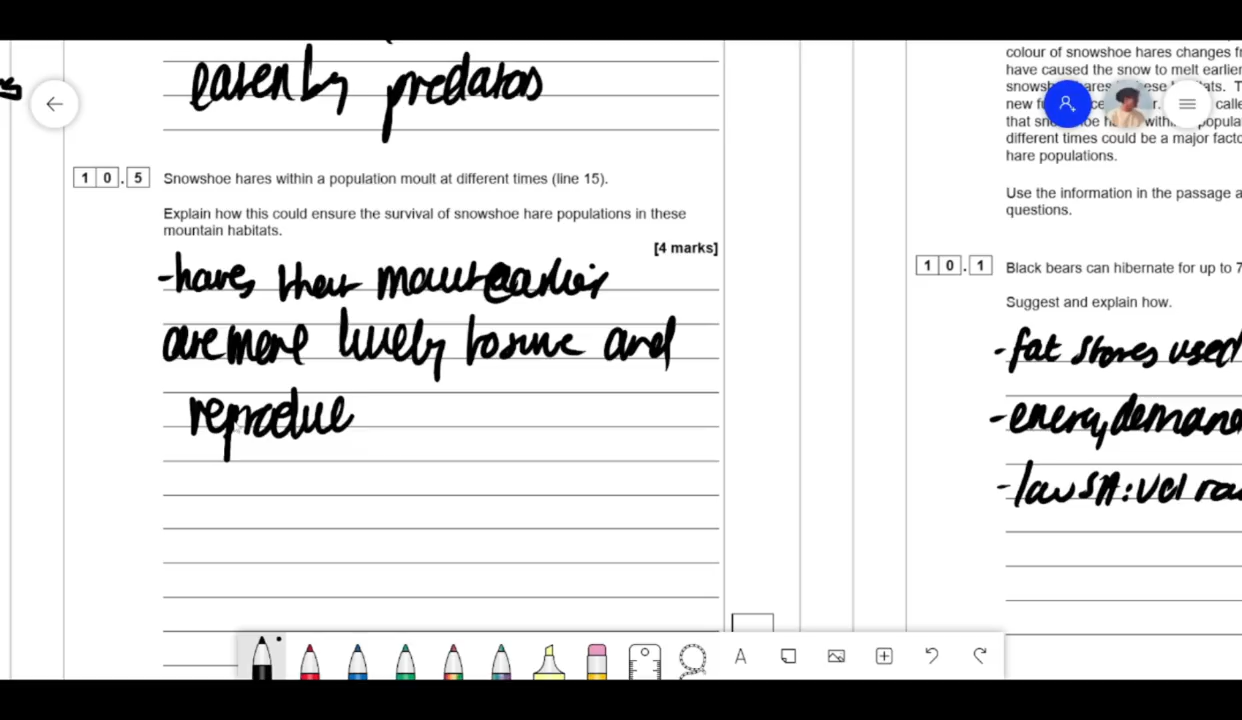 eaten by predators
1 0 . 5 Snowshoe hares within a population moult at different times (line 15).
Explain how this could ensure the survival of snowshoe hare populations in these
mountain habitats.
[4 marks]
-hares that moult earlier
are more likely to survive and
reproduce
colour of snowshoe hares changes
have caused the snow to melt earlier
that
different times could be a major facto
hare populations.
Use the information in the passage a
questions.
1 0 . 1 Black bears can hibernate for up to 7
Suggest and explain how.
- fat stores used
- energy demand
- low SA:Vol
A